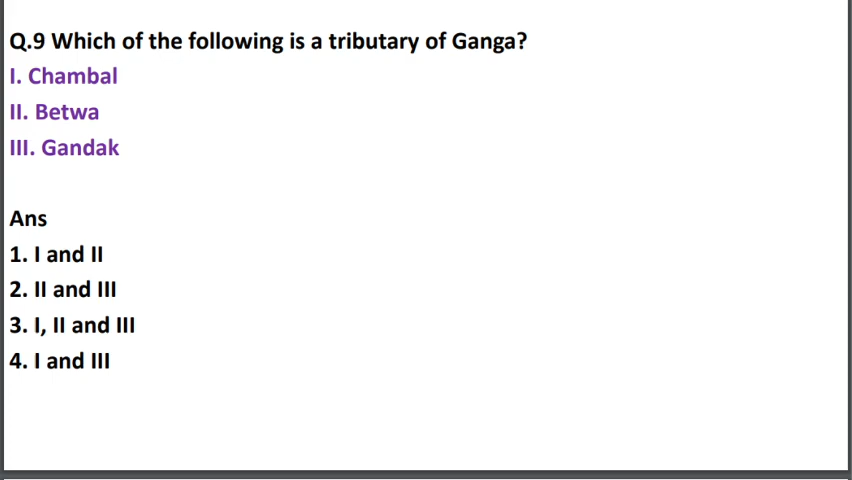 Q.9 Which of the following is a tributary of Ganga?
I. Chambal
II. Betwa
III. Gandak
Ans
1. I and II
2. II and III
3. I, II and III
4. I and III